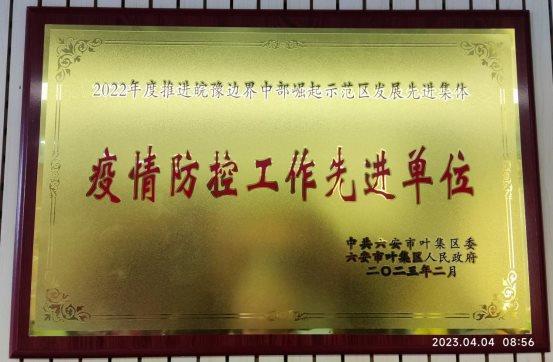 2022年度推进皖豫边界中部崛起示范区发展先进集体
疫情防控工作先进单位
中共六安市叶集区委
六安市叶集区人民政府
二〇二三年二月
2023.04.04 08:56